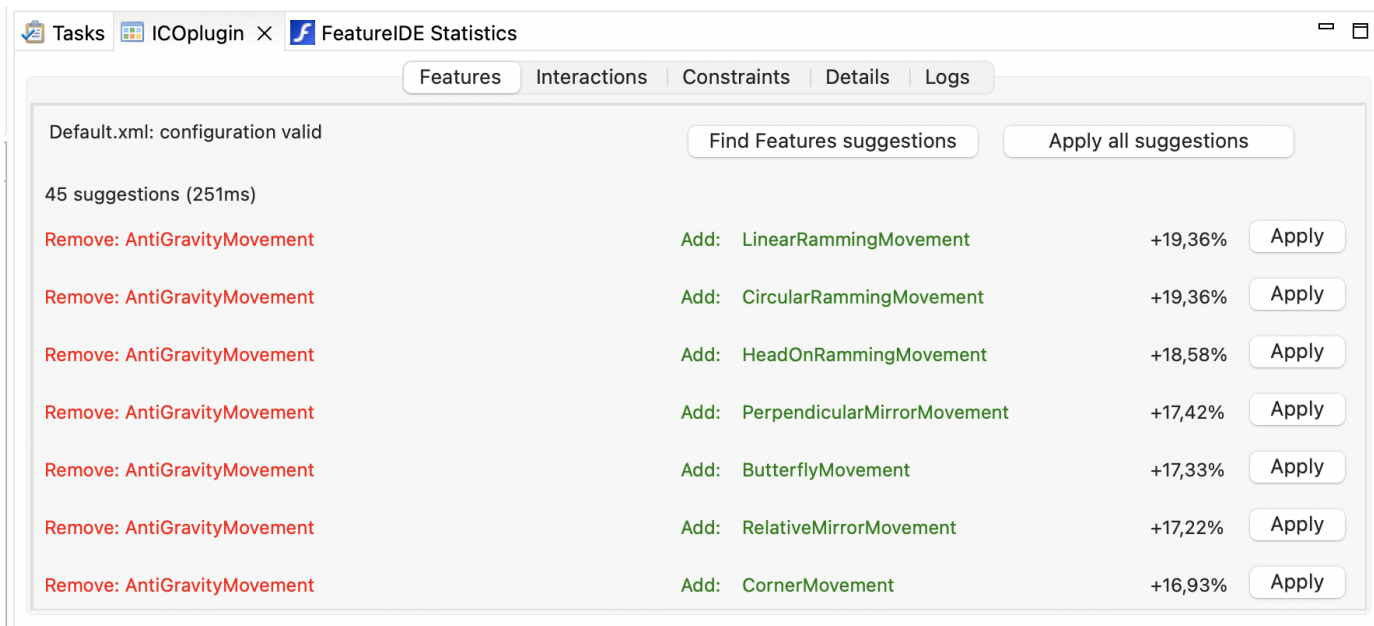 Tasks ICOplugin FeatureIDE Statistics
Features Interactions Constraints Details Logs
Default.xml: configuration valid Find Features suggestions Apply all suggestions
45 suggestions (251ms)
Remove: AntiGravityMovement Add: LinearRammingMovement +19,36% Apply
Remove: AntiGravityMovement Add: CircularRammingMovement +19,36% Apply
Remove: AntiGravityMovement Add: HeadOnRammingMovement +18,58% Apply
Remove: AntiGravityMovement Add: PerpendicularMirrorMovement +17,42% Apply
Remove: AntiGravityMovement Add: ButterflyMovement +17,33% Apply
Remove: AntiGravityMovement Add: RelativeMirrorMovement +17,22% Apply
Remove: AntiGravityMovement Add: CornerMovement +16,93% Apply